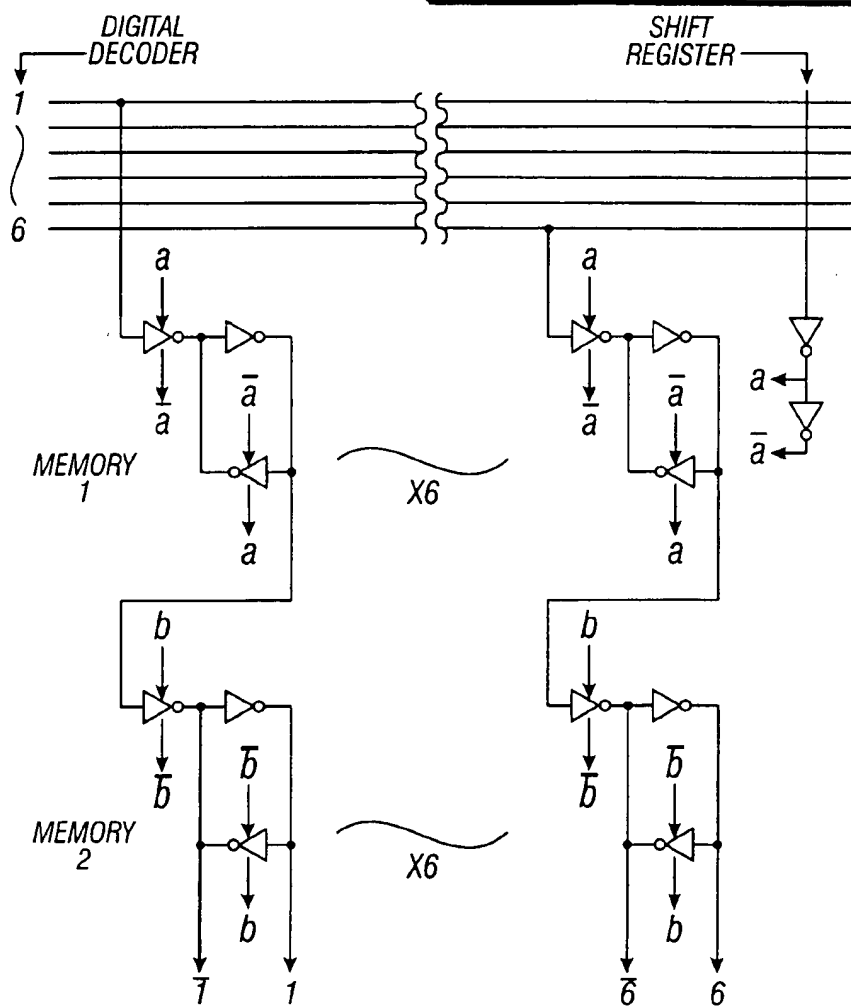 DIGITAL
DECODER
SHIFT
REGISTER
1
6
a
a
a̅
a̅
a̅
a̅
a
a̅
MEMORY
1
X6
a
a
b
b
b̅
b̅
b̅
b̅
MEMORY
2
X6
b
b
1̅
1
6̅
6